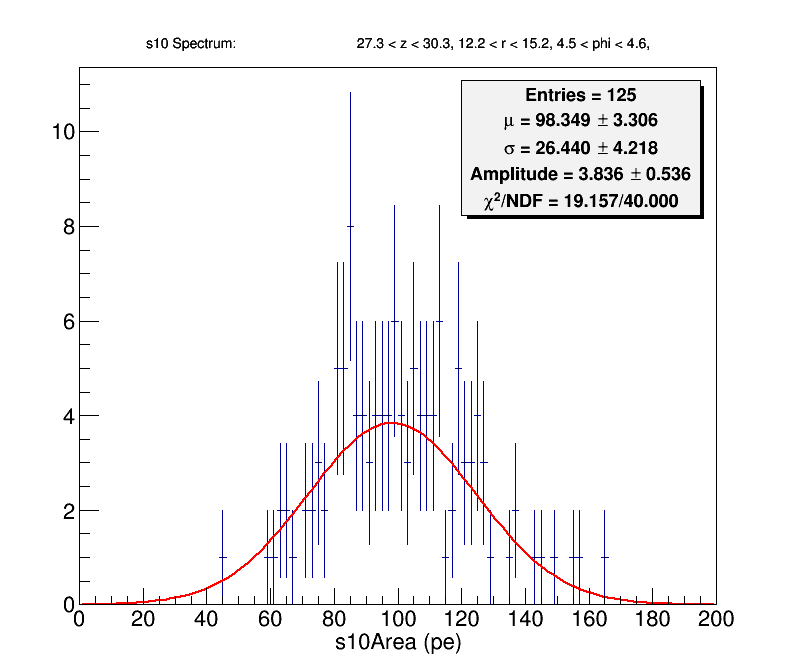 s10 Spectrum: 27.3 < z < 30.3, 12.2 < r < 15.2, 4.5 < phi < 4.6,
Entries = 125
μ = 98.349 ± 3.306
σ = 26.440 ± 4.218
Amplitude = 3.836 ± 0.536
χ²/NDF = 19.157/40.000
10
8
6
4
2
0
0 20 40 60 80 100 120 140 160 180 200
s10Area (pe)